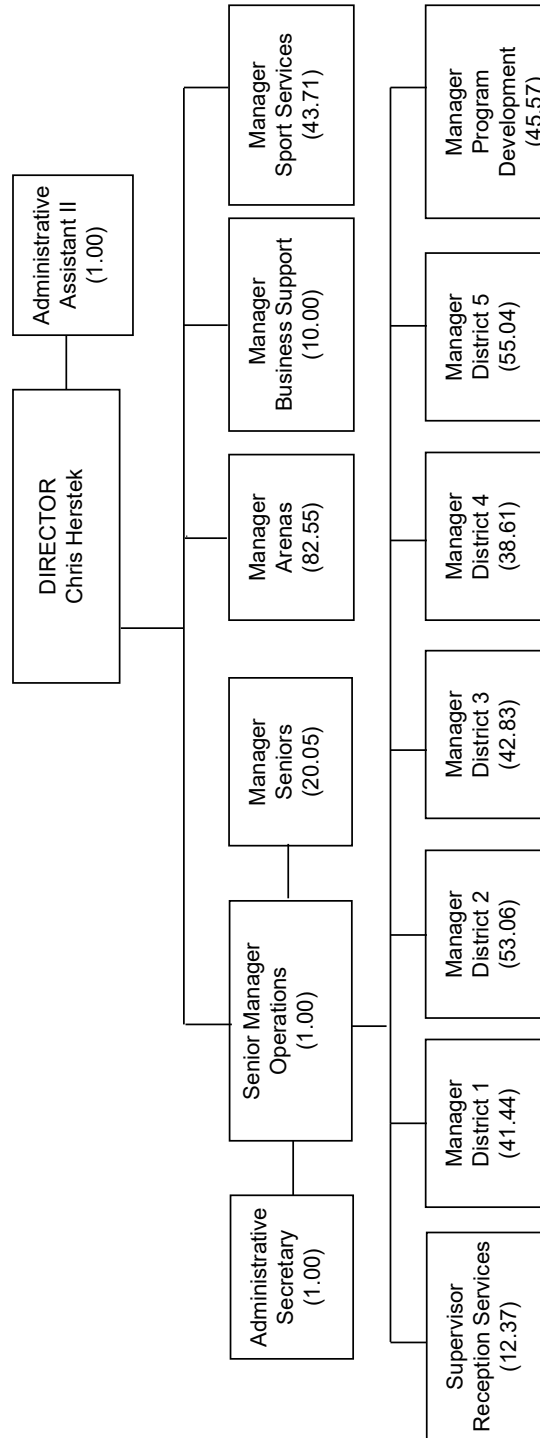 DIRECTOR
Chris Herstek
Administrative
Assistant II
(1.00)
Administrative
Secretary
(1.00)
Senior Manager
Operations
(1.00)
Manager
Seniors
(20.05)
Manager
Arenas
(82.55)
Manager
Business Support
(10.00)
Manager
Sport Services
(43.71)
Supervisor
Reception Services
(12.37)
Manager
District 1
(41.44)
Manager
District 2
(53.06)
Manager
District 3
(42.83)
Manager
District 4
(38.61)
Manager
District 5
(55.04)
Manager
Program
Development
(45.57)